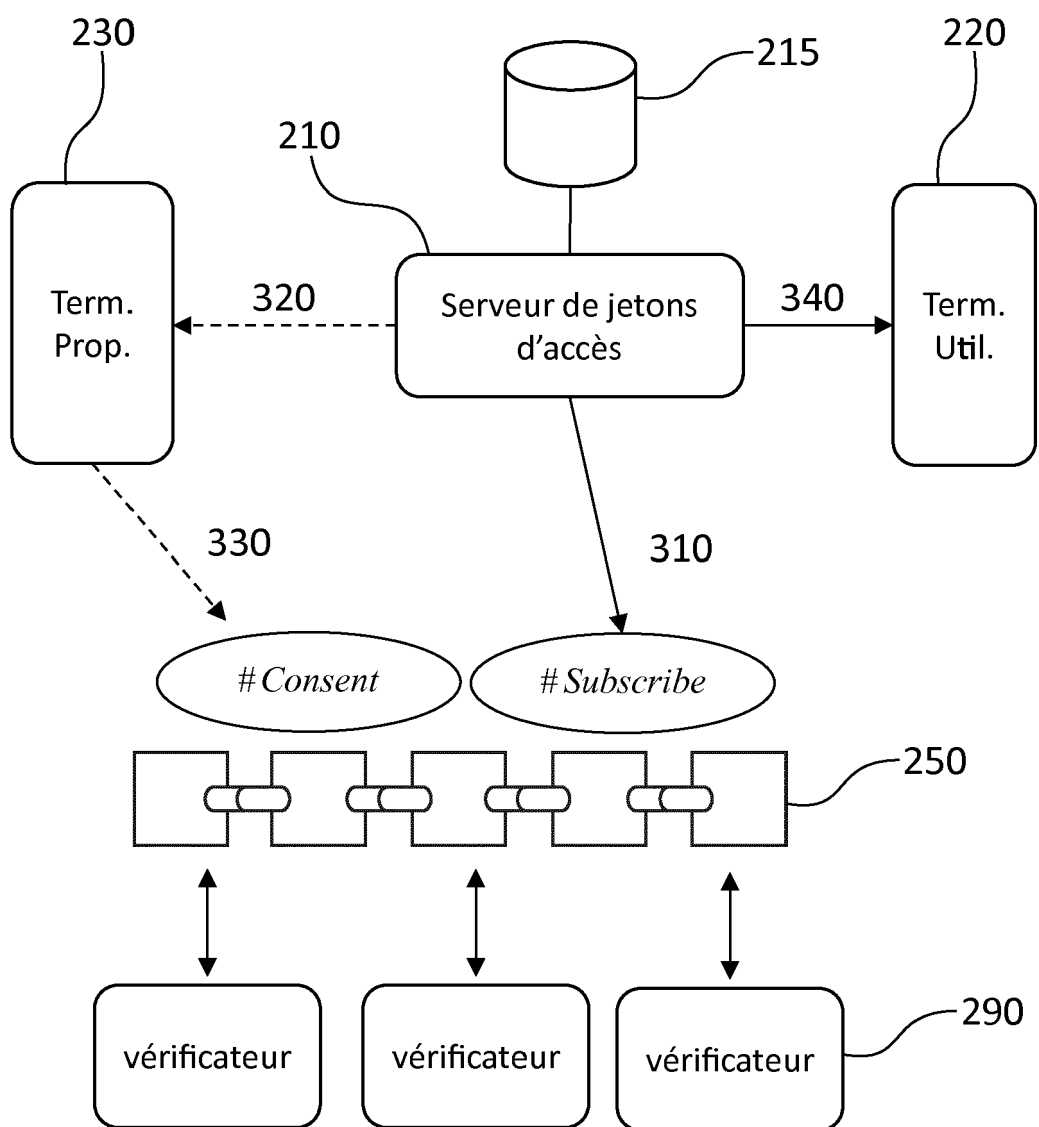 230
215
220
210
Term.
Prop.
320
Serveur de jetons
d'accès
340
Term.
Util.
330
310
#Consent
#Subscribe
250
vérificateur
vérificateur
vérificateur
290